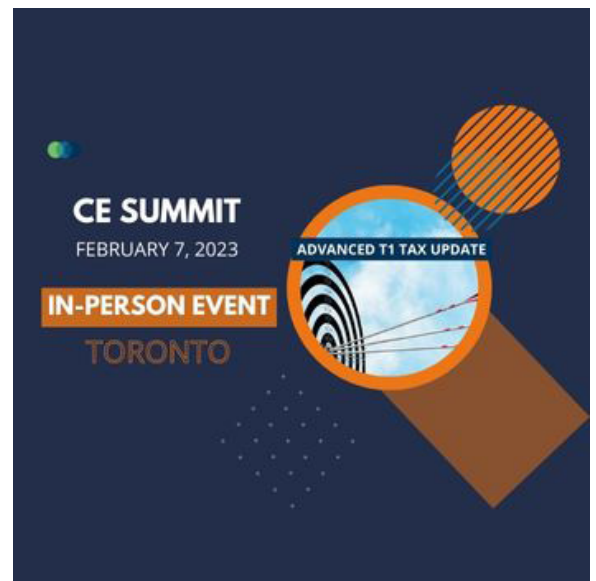 CE SUMMIT
FEBRUARY 7, 2023
ADVANCED T1 TAX UPDATE
IN-PERSON EVENT
TORONTO